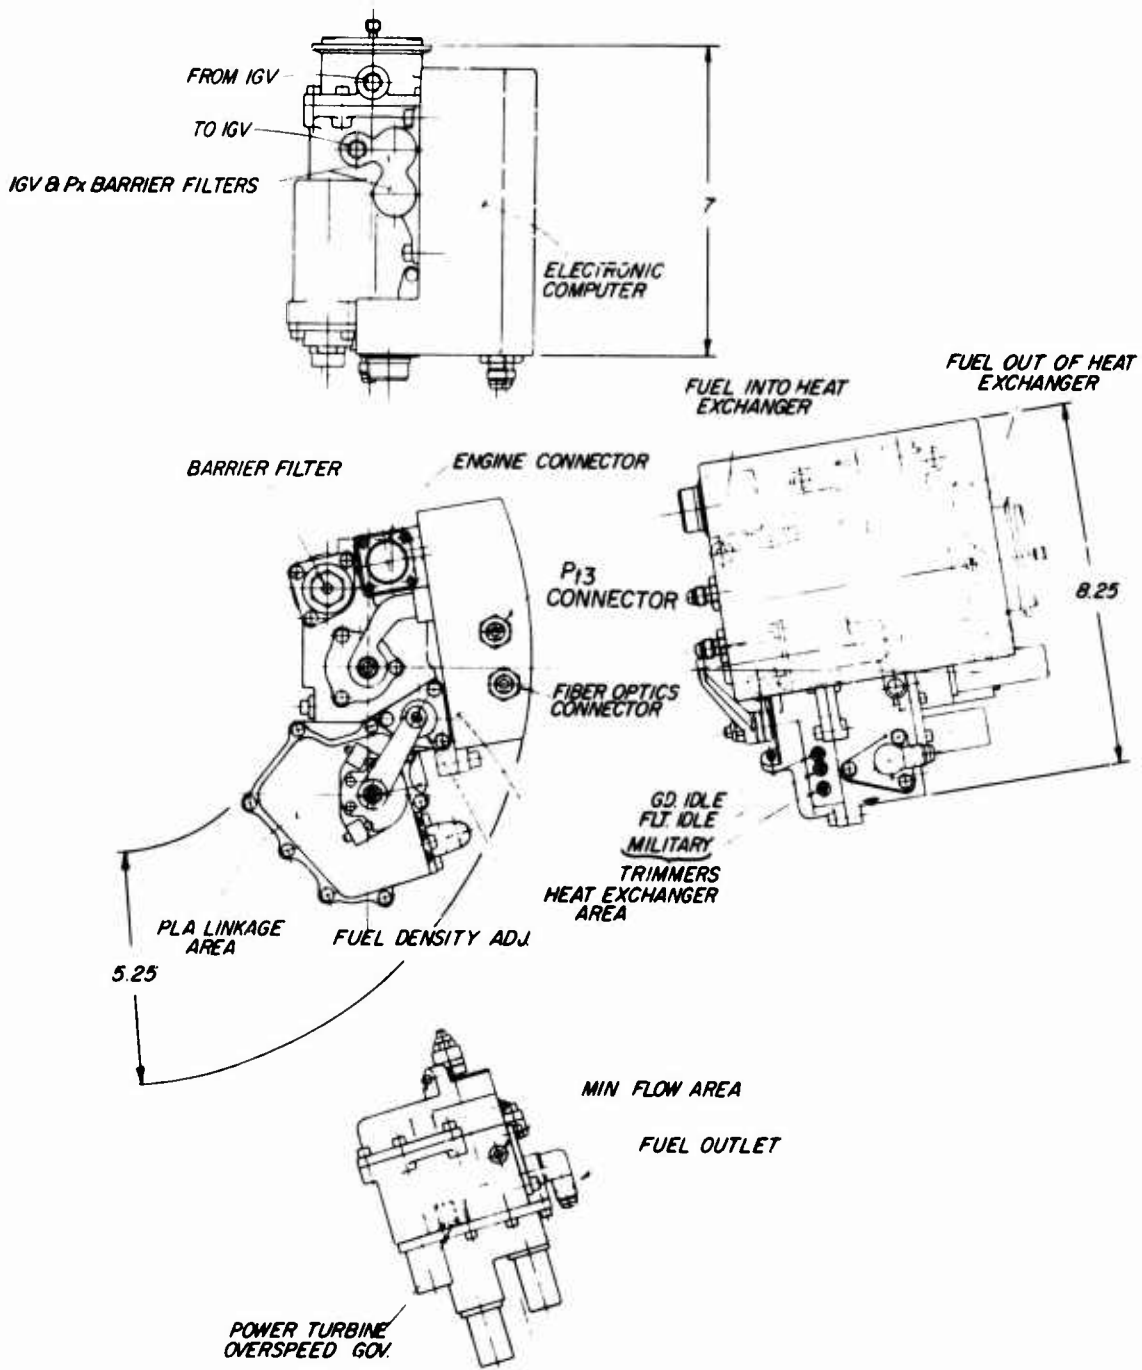 FROM IGV
TO IGV
IGV & Px BARRIER FILTERS
7
ELECTRONIC
COMPUTER
FUEL INTO HEAT
EXCHANGER
FUEL OUT OF HEAT
EXCHANGER
BARRIER FILTER
ENGINE CONNECTOR
Pt3
CONNECTOR
8.25
FIBER OPTICS
CONNECTOR
GD. IDLE
FLT. IDLE
MILITARY
TRIMMERS
HEAT EXCHANGER
AREA
PLA LINKAGE
AREA
FUEL DENSITY ADJ.
5.25
MIN FLOW AREA
FUEL OUTLET
POWER TURBINE
OVERSPEED GOV.